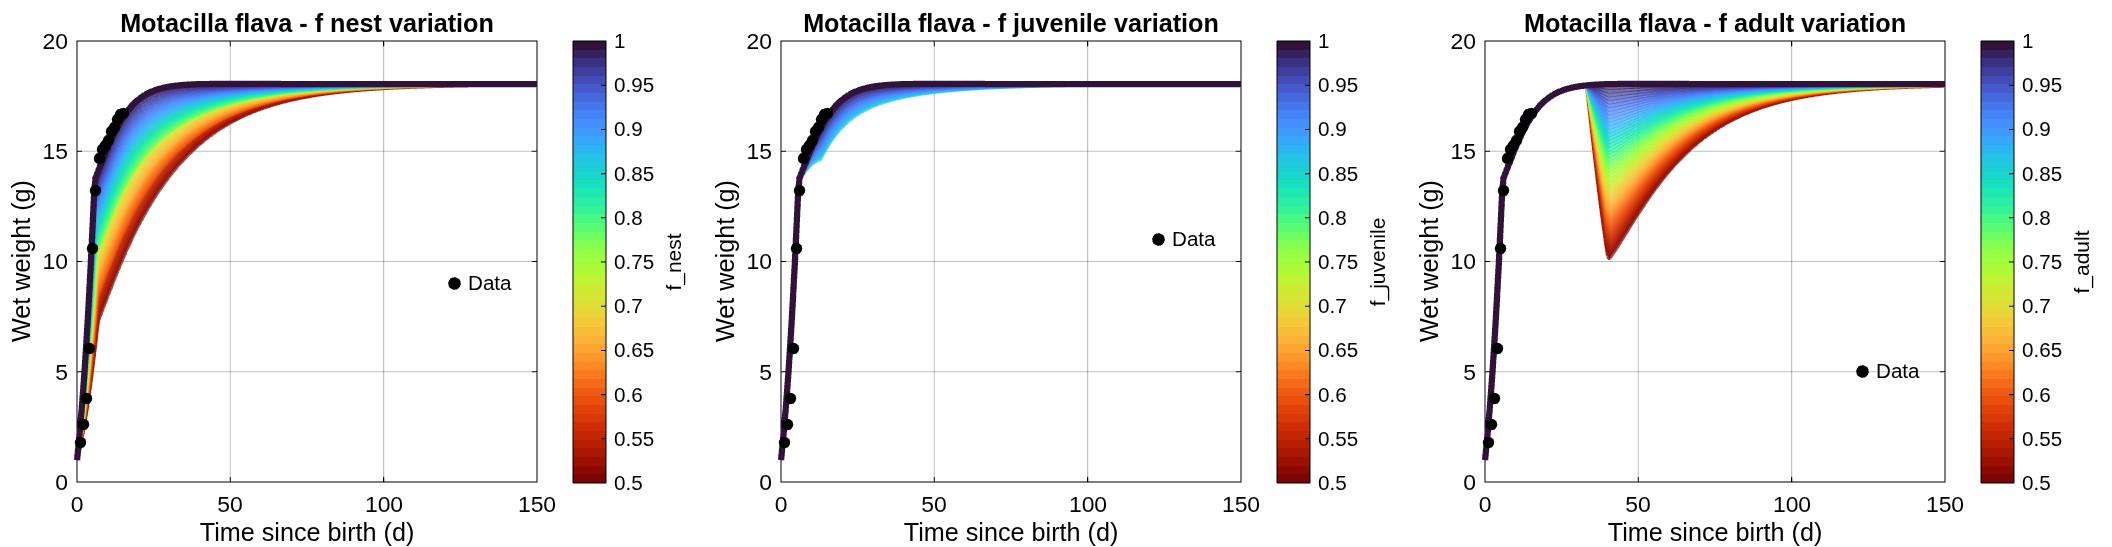 Motacilla flava - f nest variation
20
15
10
5
0
0 50 100 150
Wet weight (g)
Time since birth (d)
Data
1
0.95
0.9
0.85
0.8
0.75
0.7
0.65
0.6
0.55
0.5
f_nest
Motacilla flava - f juvenile variation
20
15
10
5
0
0 50 100 150
Wet weight (g)
Time since birth (d)
Data
1
0.95
0.9
0.85
0.8
0.75
0.7
0.65
0.6
0.55
0.5
f_juvenile
Motacilla flava - f adult variation
20
15
10
5
0
0 50 100 150
Wet weight (g)
Time since birth (d)
Data
1
0.95
0.9
0.85
0.8
0.75
0.7
0.65
0.6
0.55
0.5
f_adult